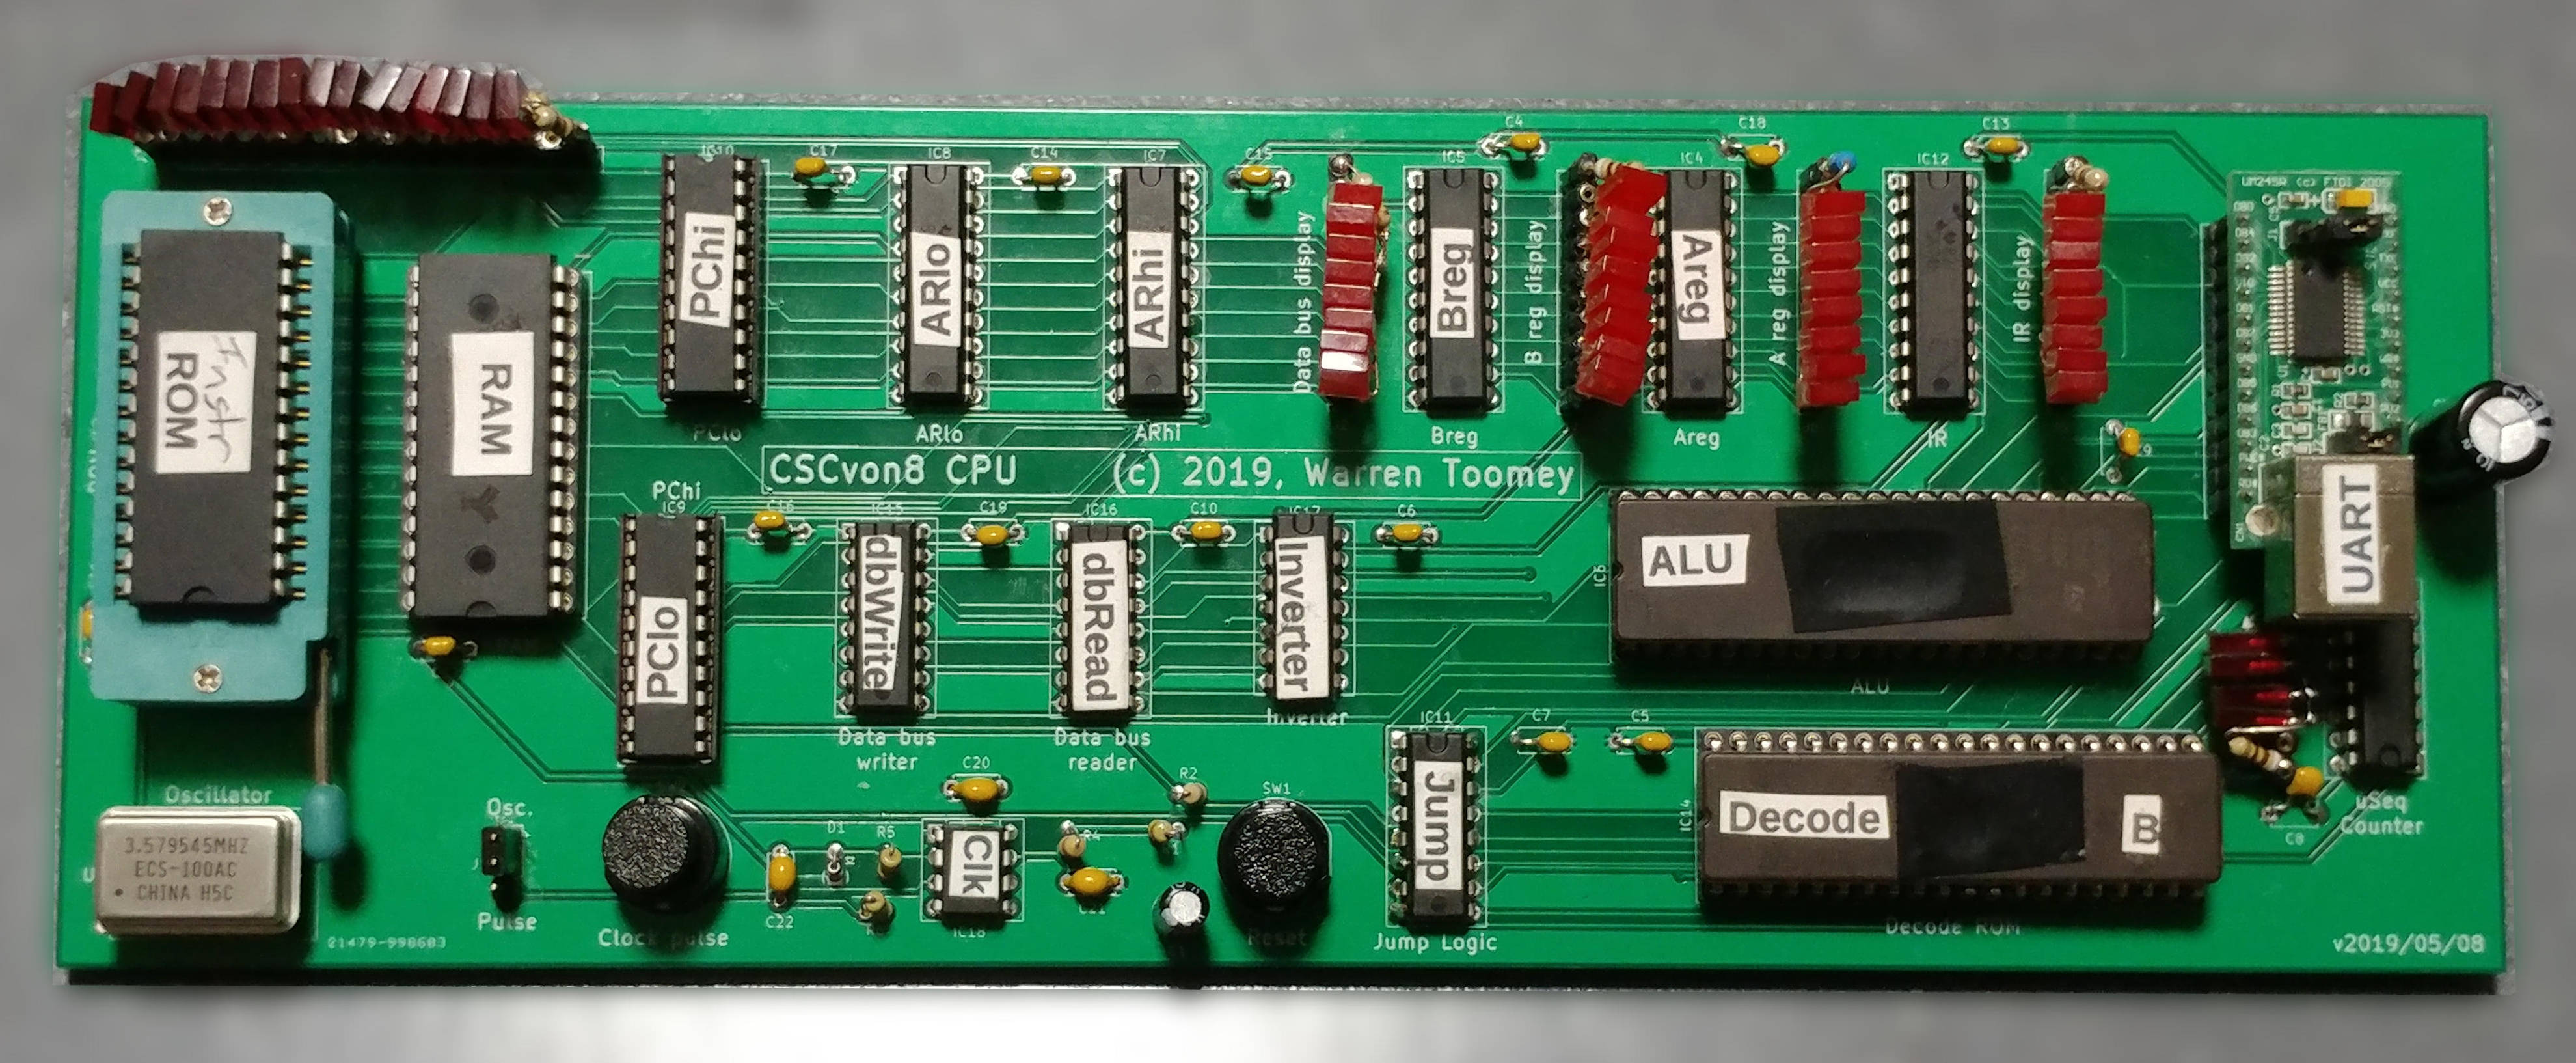 IC10
C17
IC8
C14
IC7
C15
IC5
C4
IC4
C18
IC12
C13
UM245R (c) FTDI 2005
Instr
ROM
RAM
PChi
ARlo
ARhi
Data bus display
Breg
B reg display
Areg
A reg display
IR display
PClo
ARlo
ARhi
Breg
Areg
IR
CSCvon8 CPU (c) 2019, Warren Toomey
PChi
IC9
C16
IC15
C19
IC16
C10
IC17
C6
PClo
dbWrite
dbRead
Inverter
IC6
ALU
UART
ALU
Inverter
Data bus
writer
Data bus
reader
IC11
C7
C5
Oscillator
3.579545MHZ
ECS-100AC
CHINA H5C
Osc.
Pulse
Clock pulse
C20
R2
SW1
D1
R5
R4
Clk
C22
C21
IC18
Reset
Jump
Jump Logic
IC14
Decode
B
Decode ROM
uSeq
Counter
C8
21479-990603
v2019/05/08